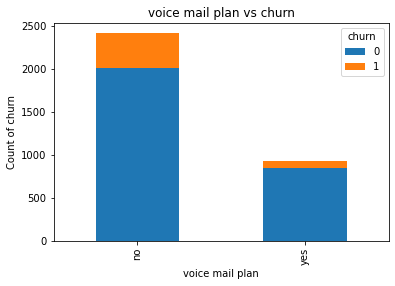 voice mail plan vs churn
churn
0
1
2500
2000
1500
1000
500
0
Count of churn
no
yes
voice mail plan